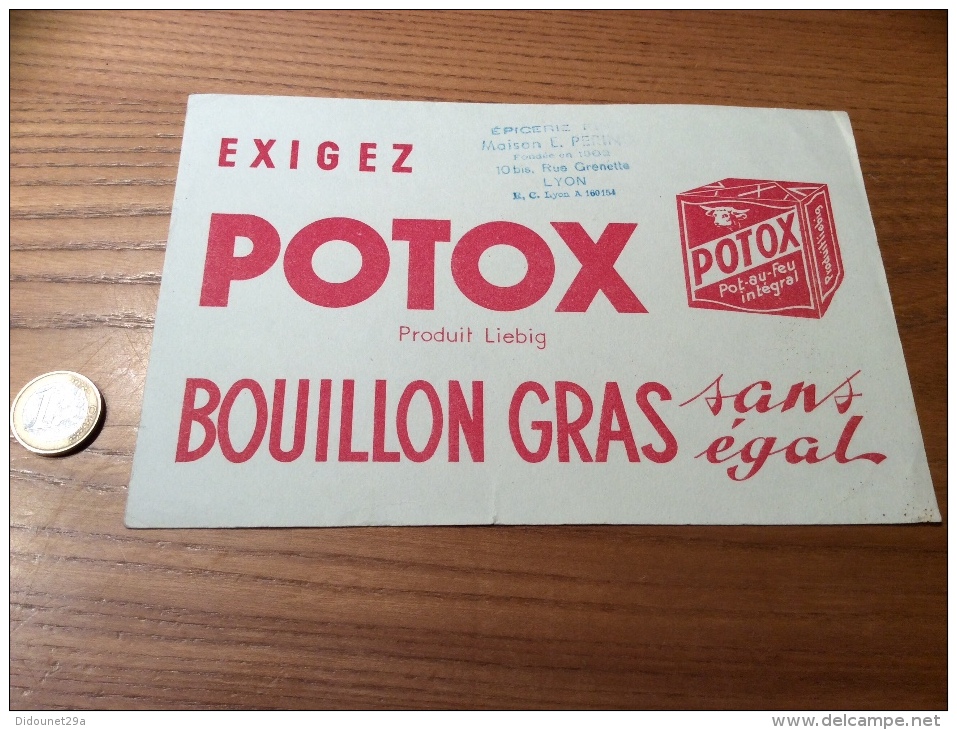 EXIGEZ
ÉPICERIE
Maison E. PERIN
Fondée en 1902
10 bis, Rue Grenette
LYON
R. C. Lyon A 160154
POTOX
Produit Liebig
POTOX
Pot-au-feu
intégral
BOUILLON GRAS sans
égal
Didounet29a
www.delcampe.net